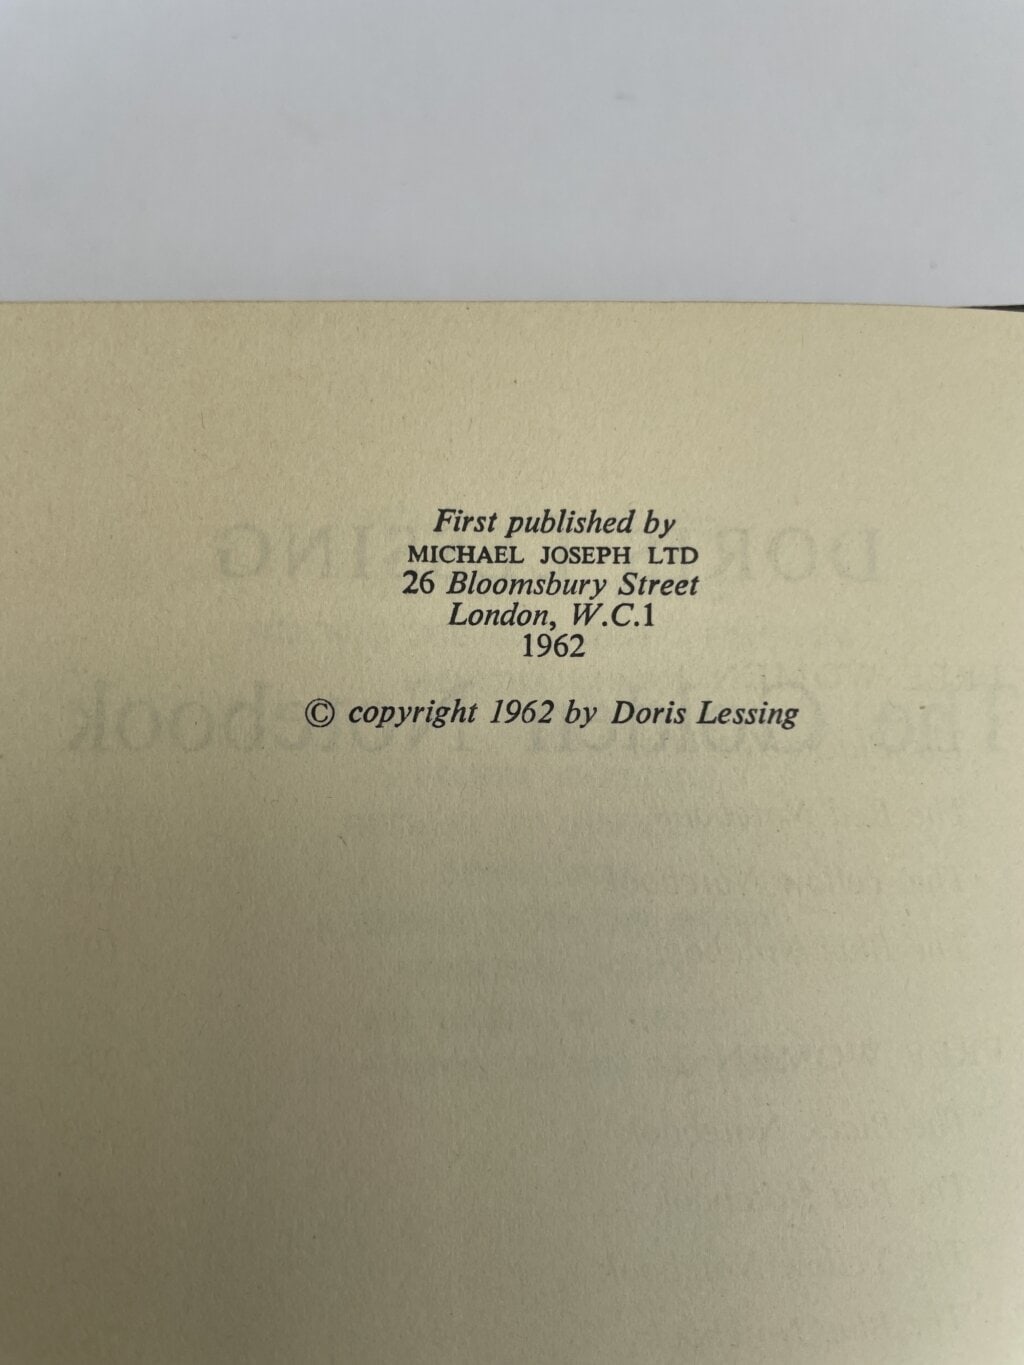 First published by
MICHAEL JOSEPH LTD
26 Bloomsbury Street
London, W.C.1
1962
© copyright 1962 by Doris Lessing